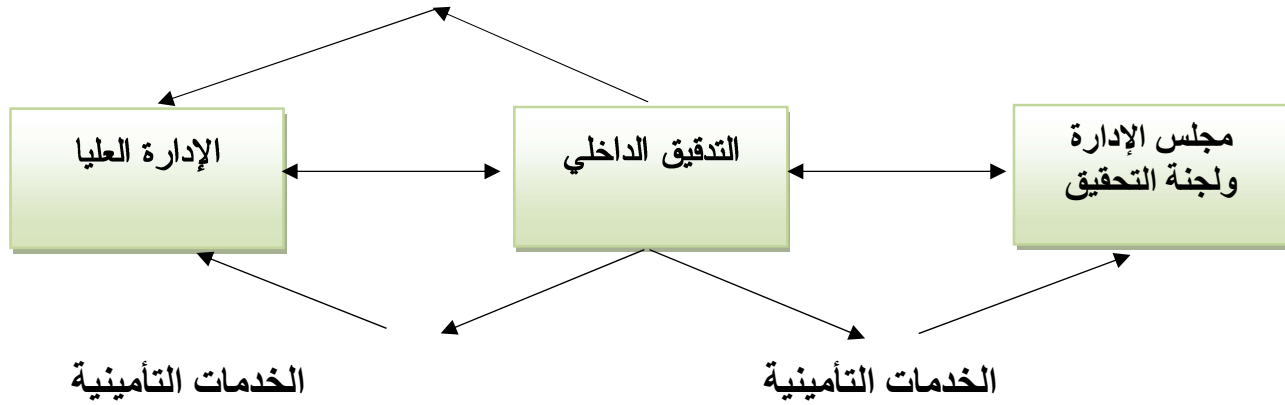 مجلس الإدارة
ولجنة التحقيق
التدقيق الداخلي
الإدارة العليا
الخدمات التأمينية
الخدمات التأمينية